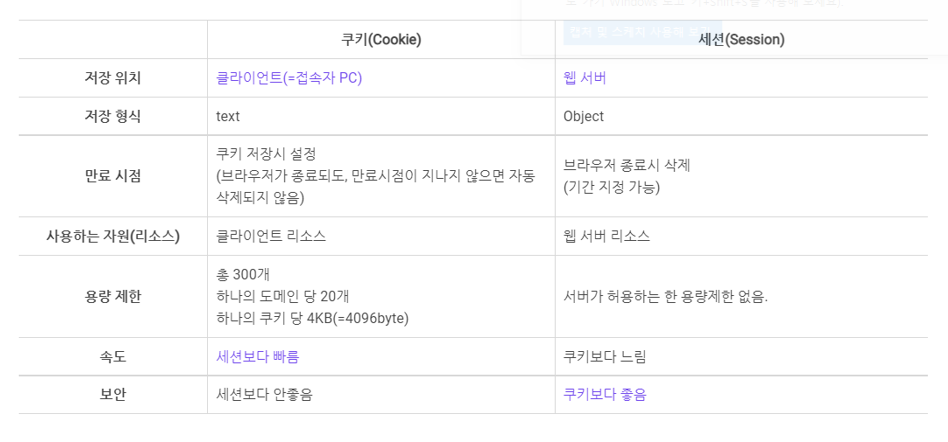 쿠키(Cookie)
세션(Session)
저장 위치
클라이언트(=접속자 PC)
웹 서버
저장 형식
text
Object
만료 시점
쿠키 저장시 설정
(브라우저가 종료되도, 만료시점이 지나지 않으면 자동
삭제되지 않음)
브라우저 종료시 삭제
(기간 지정 가능)
사용하는 자원(리소스)
클라이언트 리소스
웹 서버 리소스
용량 제한
총 300개
하나의 도메인 당 20개
하나의 쿠키 당 4KB(=4096byte)
서버가 허용하는 한 용량제한 없음.
속도
세션보다 빠름
쿠키보다 느림
보안
세션보다 안좋음
쿠키보다 좋음